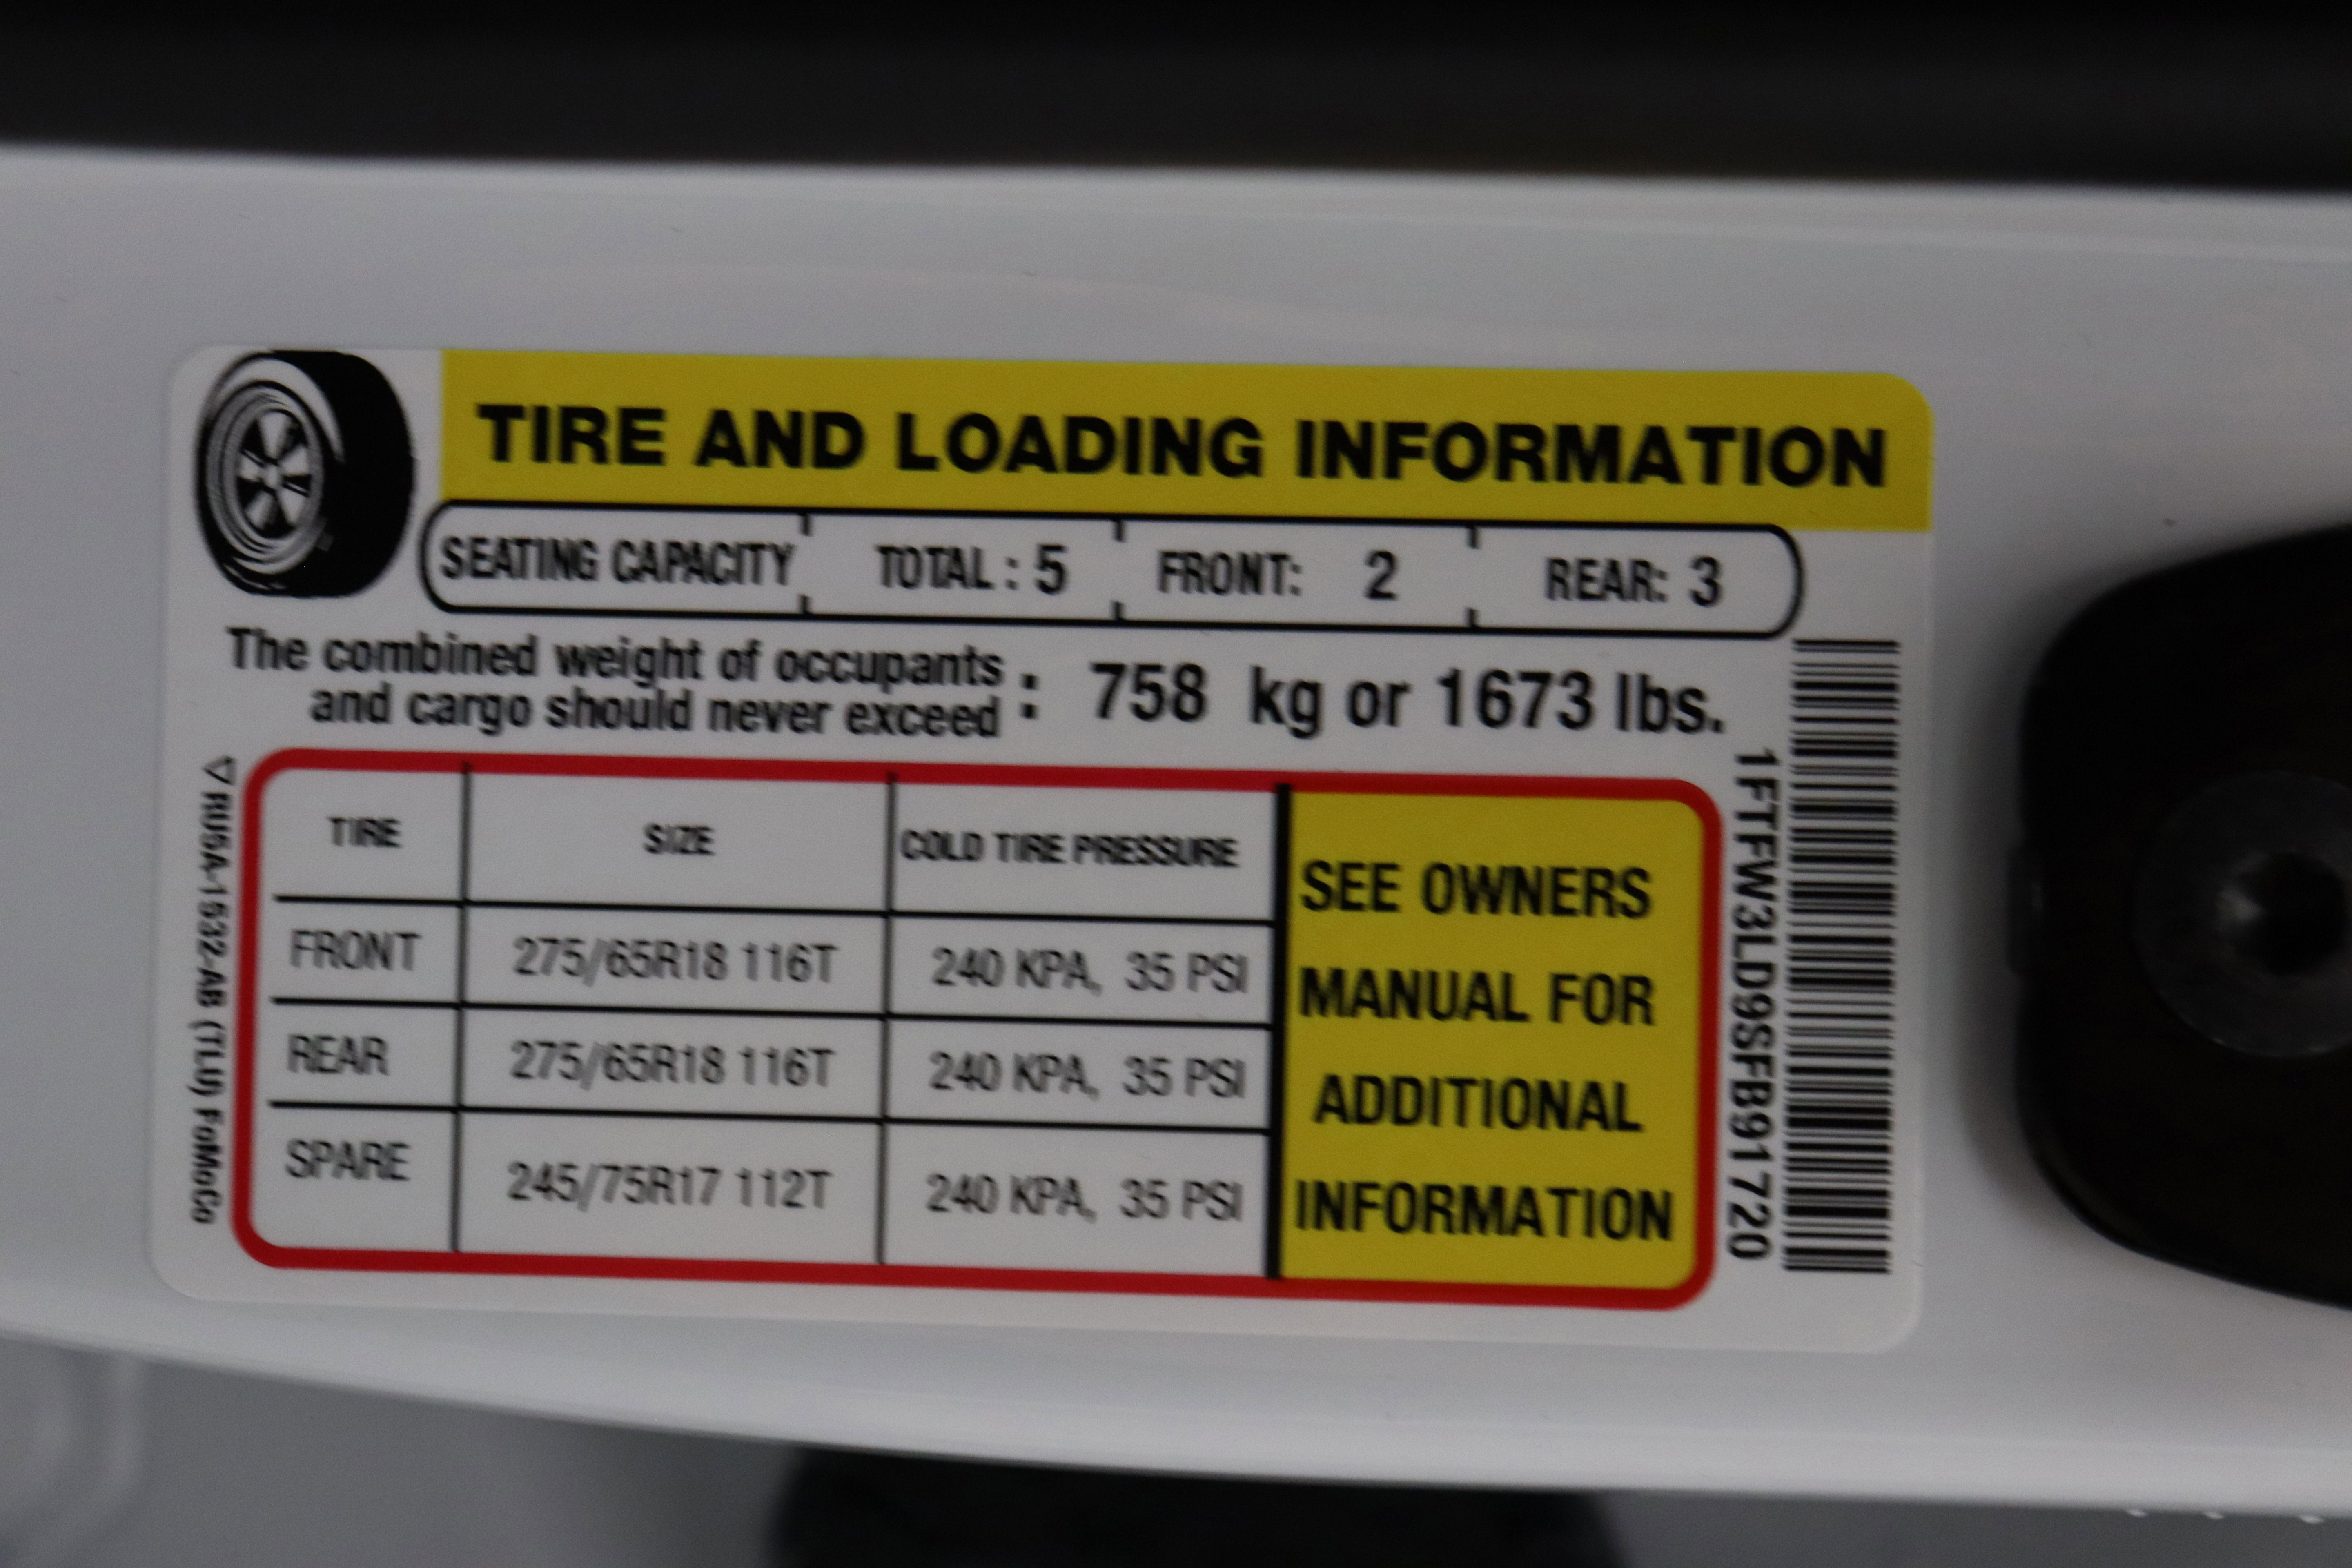 TIRE AND LOADING INFORMATION
SEATING CAPACITY TOTAL : 5 FRONT: 2 REAR: 3
The combined weight of occupants
and cargo should never exceed : 758 kg or 1673 lbs.
TIRE SIZE COLD TIRE PRESSURE
FRONT 275/65R18 116T 240 KPA, 35 PSI
REAR 275/65R18 116T 240 KPA, 35 PSI
SPARE 245/75R17 112T 240 KPA, 35 PSI
SEE OWNERS
MANUAL FOR
ADDITIONAL
INFORMATION
1FTFW3LD9SFB91720
(TLU) FoMoCo